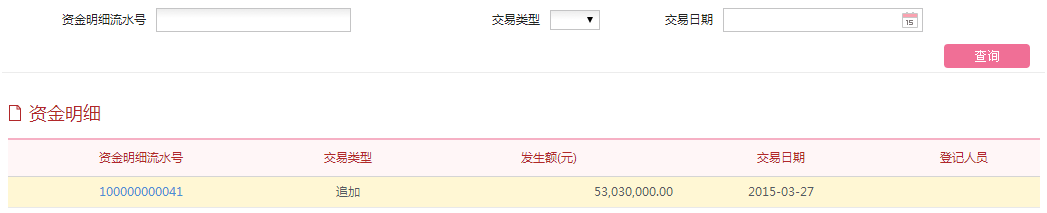 资金明细流水号 交易类型 交易日期 15
查询
资金明细
资金明细流水号 交易类型 发生额(元) 交易日期 登记人员
100000000041 追加 53,030,000.00 2015-03-27